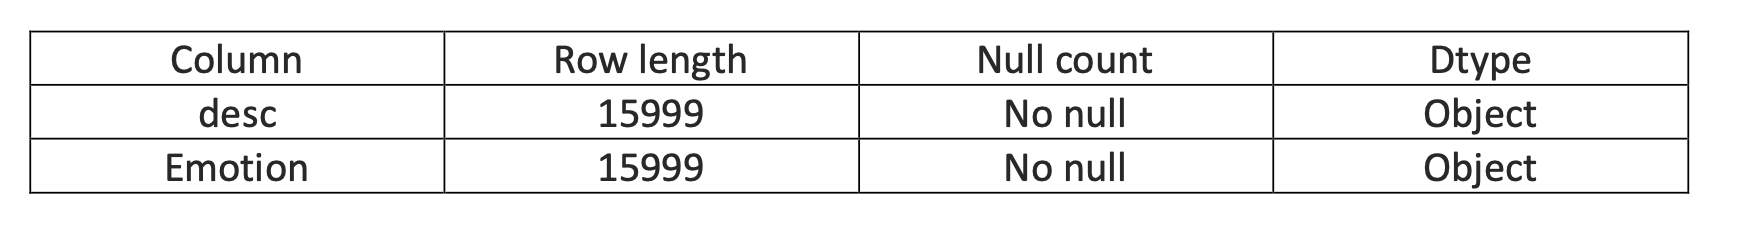 Column Row length Null count Dtype
desc 15999 No null Object
Emotion 15999 No null Object